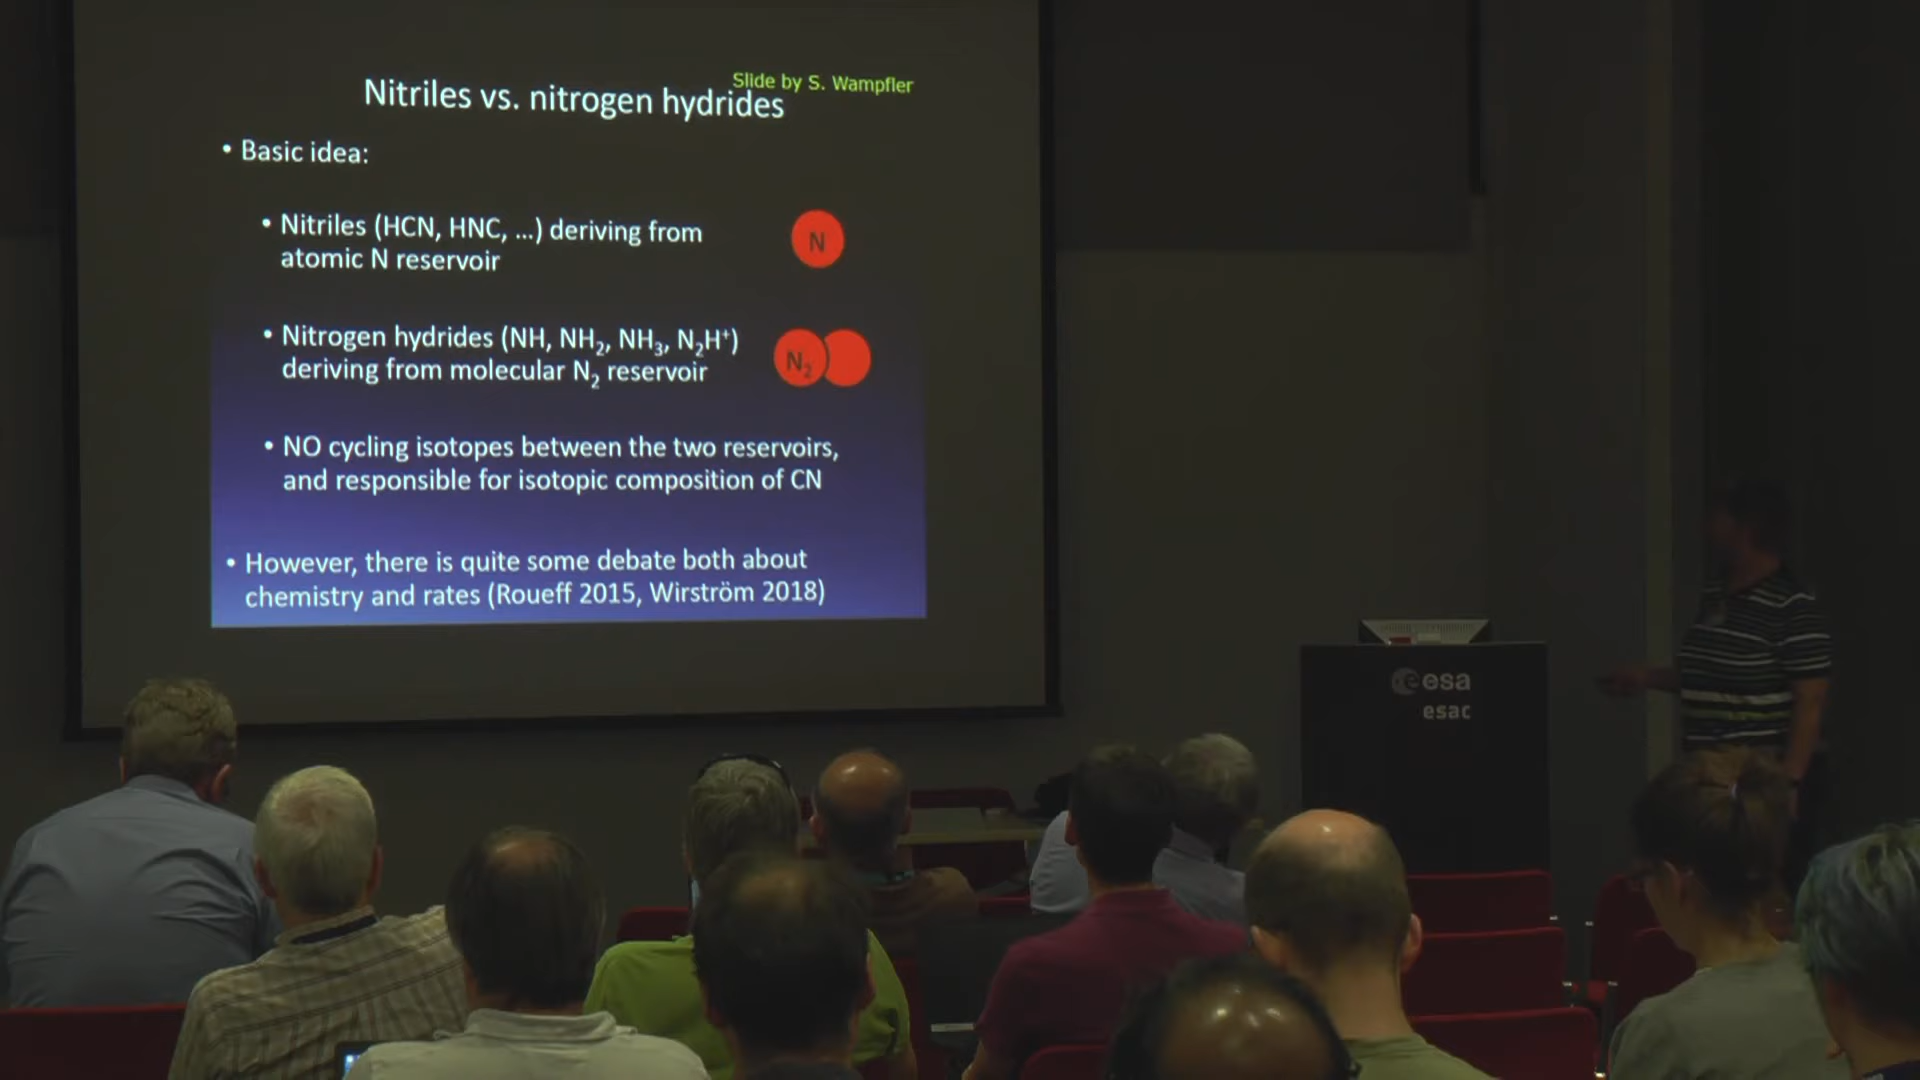 Slide by S. Wampfler
Nitriles vs. nitrogen hydrides
• Basic idea:
• Nitriles (HCN, HNC, ...) deriving from
atomic N reservoir
N
• Nitrogen hydrides (NH, NH₂, NH₃, N₂H⁺)
deriving from molecular N₂ reservoir
N₂
• NO cycling isotopes between the two reservoirs,
and responsible for isotopic composition of CN
• However, there is quite some debate both about
chemistry and rates (Roueff 2015, Wirström 2018)
esa
esac